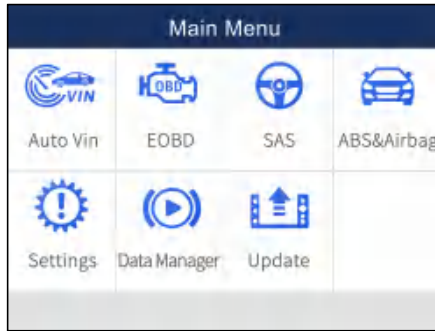 Main Menu
VIN OBD
Auto Vin EOBD SAS ABS&Airbag
Settings Data Manager Update